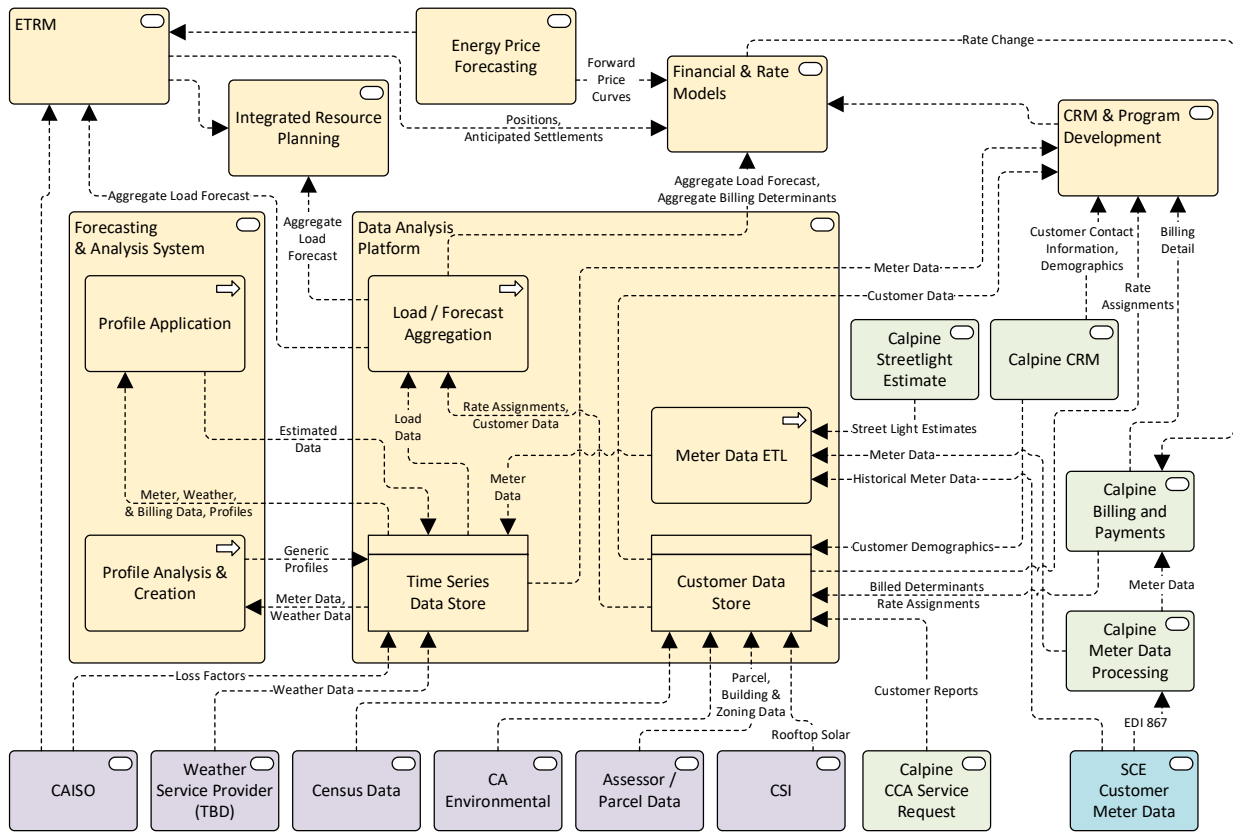 ETRM
Energy Price
Forecasting
Rate Change
Financial & Rate
Models
Forward
Price
Curves
Integrated Resource
Planning
Positions,
Anticipated Settlements
CRM & Program
Development
Aggregate Load Forecast
Aggregate
Load
Forecast
Aggregate Load Forecast,
Aggregate Billing Determinants
Forecasting
& Analysis System
Data Analysis
Platform
Customer Contact
Information,
Demographics
Billing
Detail
Meter Data
Customer Data
Rate
Assignments
Profile Application
Load / Forecast
Aggregation
Calpine
Streetlight
Estimate
Calpine CRM
Estimated
Data
Load
Data
Rate Assignments,
Customer Data
Meter Data ETL
Street Light Estimates
Meter Data
Historical Meter Data
Meter
Data
Meter, Weather,
& Billing Data, Profiles
Calpine
Billing and
Payments
Profile Analysis &
Creation
Generic
Profiles
Meter Data,
Weather Data
Time Series
Data Store
Customer Data
Store
Customer Demographics
Billed Determinants
Rate Assignments
Meter Data
Calpine
Meter Data
Processing
Loss Factors
Weather Data
Parcel,
Building &
Zoning Data
Rooftop Solar
Customer Reports
EDI 867
CAISO
Weather
Service Provider
(TBD)
Census Data
CA
Environmental
Assessor /
Parcel Data
CSI
Calpine
CCA Service
Request
SCE
Customer
Meter Data